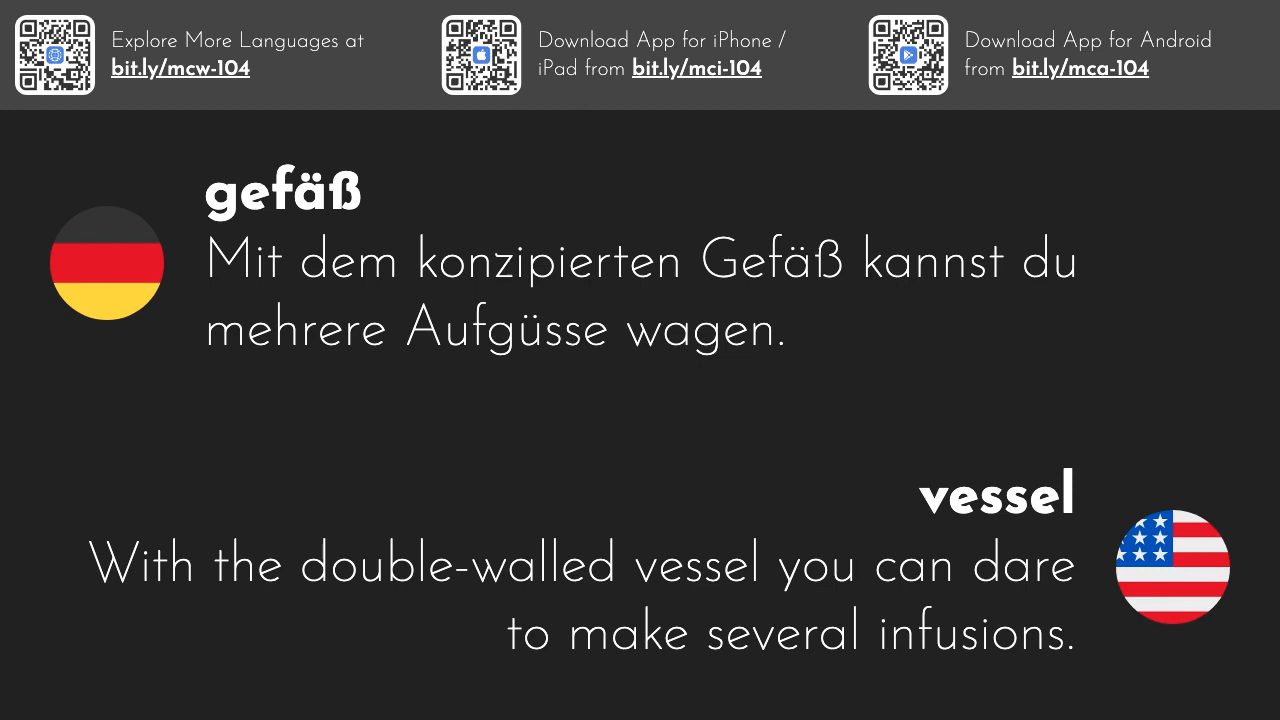 Explore More Languages at
bit.ly/mcw-104
Download App for iPhone /
iPad from bit.ly/mci-104
Download App for Android
from bit.ly/mca-104
gefäß
Mit dem konzipierten Gefäß kannst du
mehrere Aufgüsse wagen.
vessel
With the double-walled vessel you can dare
to make several infusions.